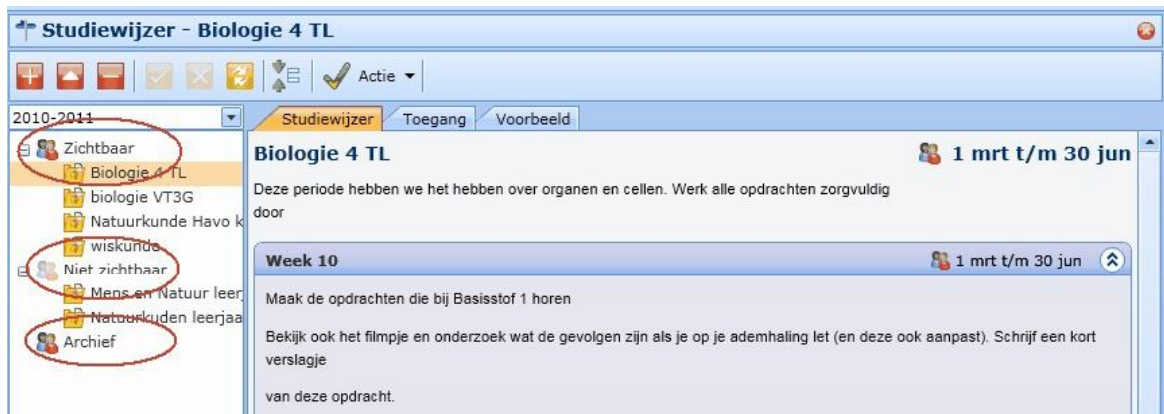 Studiewijzer - Biologie 4 TL
Actie
2010-2011
Zichtbaar
Biologie 4 TL
biologie VT3G
Natuurkunde Havo k
wiskunde
Niet zichtbaar
Mens en Natuur leerj
Natuurkuden leerjaa
Archief
Studiewijzer Toegang Voorbeeld
Biologie 4 TL 1 mrt t/m 30 jun
Deze periode hebben we het hebben over organen en cellen. Werk alle opdrachten zorgvuldig
door
Week 10 1 mrt t/m 30 jun
Maak de opdrachten die bij Basisstof 1 horen
Bekijk ook het filmpje en onderzoek wat de gevolgen zijn als je op je ademhaling let (en deze ook aanpast). Schrijf een kort
verslagje
van deze opdracht.